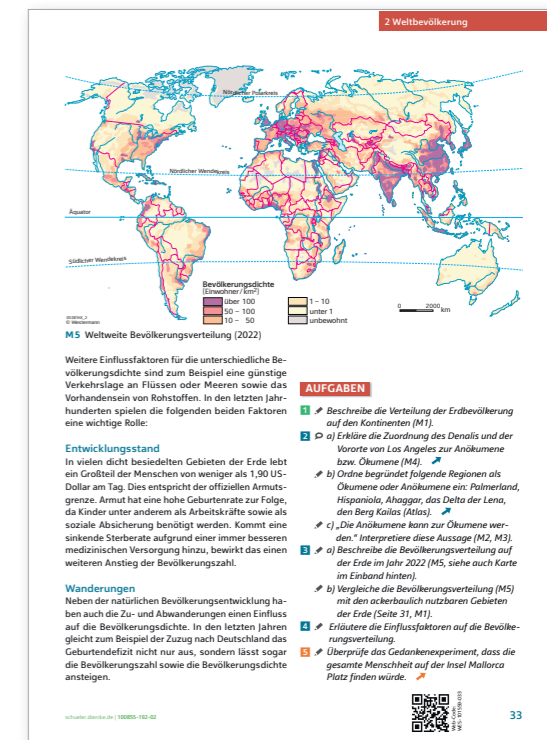 2 Weltbevölkerung
Nördlicher Polarkreis
Nördlicher Wendekreis
Äquator
Südlicher Wendekreis
Bevölkerungsdichte
(Einwohner / km²)
über 100
50 – 100
10 – 50
1 – 10
unter 1
unbewohnt
0 2000 km
© Westermann
M5 Weltweite Bevölkerungsverteilung (2022)
Weitere Einflussfaktoren für die unterschiedliche Be-
völkerungsdichte sind zum Beispiel eine günstige
Verkehrslage an Flüssen oder Meeren sowie das
Vorhandensein von Rohstoffen. In den letzten Jahr-
hunderten spielen die folgenden beiden Faktoren
eine wichtige Rolle:
Entwicklungsstand
In vielen dicht besiedelten Gebieten der Erde lebt
ein Großteil der Menschen von weniger als 1,90 US-
Dollar am Tag. Dies entspricht der offiziellen Armuts-
grenze. Armut hat eine hohe Geburtenrate zur Folge,
da Kinder unter anderem als Arbeitskräfte sowie als
soziale Absicherung benötigt werden. Kommt eine
sinkende Sterberate aufgrund einer immer besseren
medizinischen Versorgung hinzu, bewirkt das einen
weiteren Anstieg der Bevölkerungszahl.
Wanderungen
Neben der natürlichen Bevölkerungsentwicklung ha-
ben auch die Zu- und Abwanderungen einen Einfluss
auf die Bevölkerungsdichte. In den letzten Jahren
gleicht zum Beispiel der Zuzug nach Deutschland das
Geburtendefizit nicht nur aus, sondern lässt sogar
die Bevölkerungszahl sowie die Bevölkerungsdichte
ansteigen.
AUFGABEN
1 Beschreibe die Verteilung der Erdbevölkerung
auf den Kontinenten (M1).
2 a) Erkläre die Zuordnung des Denalis und der
Vororte von Los Angeles zur Anökumene
bzw. Ökumene (M4).
b) Ordne begründet folgende Regionen als
Ökumene oder Anökumene ein: Palmerland,
Hispaniola, Ahaggar, das Delta der Lena,
den Berg Kailas (Atlas).
c) „Die Anökumene kann zur Ökumene wer-
den." Interpretiere diese Aussage (M2, M3).
3 a) Beschreibe die Bevölkerungsverteilung auf
der Erde im Jahr 2022 (M5, siehe auch Karte
im Einband hinten).
b) Vergleiche die Bevölkerungsverteilung (M5)
mit den ackerbaulich nutzbaren Gebieten
der Erde (Seite 31, M1).
4 Erläutere die Einflussfaktoren auf die Bevölke-
rungsverteilung.
5 Überprüfe das Gedankenexperiment, dass die
gesamte Menschheit auf der Insel Mallorca
Platz finden würde.
schueler.diercke.de | 100855-192-02
Web-Code:
33